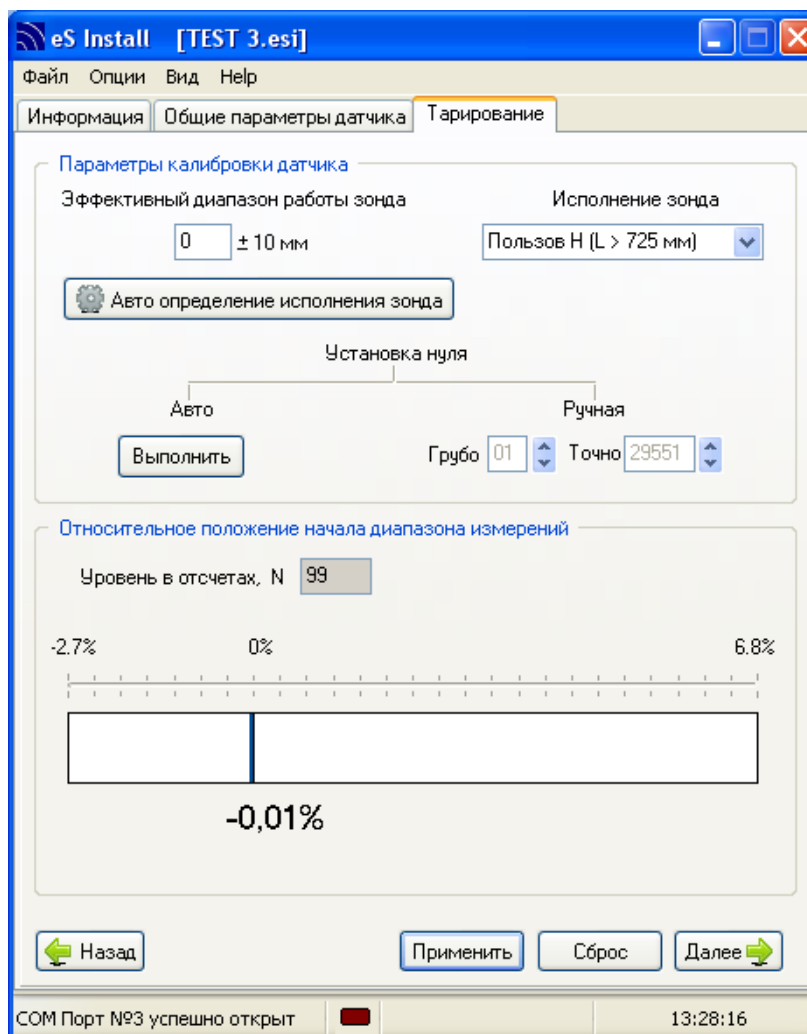 eS Install [TEST 3.esi]
Файл Опции Вид Help
Информация Общие параметры датчика Тарирование
Параметры калибровки датчика
Эффективный диапазон работы зонда Исполнение зонда
0 ± 10 мм Пользов Н (L > 725 мм)
Авто определение исполнения зонда
Установка нуля
Авто Ручная
Выполнить Грубо 01 Точно 29551
Относительное положение начала диапазона измерений
Уровень в отсчетах, N 99
-2.7% 0% 6.8%
-0,01%
Назад Применить Сброс Далее
COM Порт №3 успешно открыт 13:28:16